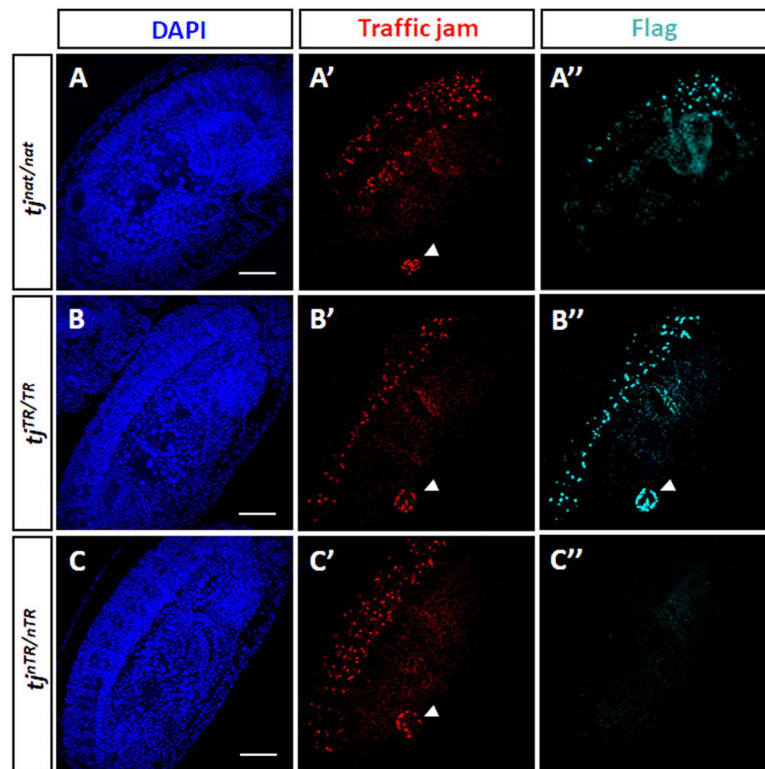 DAPI Traffic jam Flag
tj^nat/nat A A' A''
tj^TR/TR B B' B''
tj^nTR/nTR C C' C''